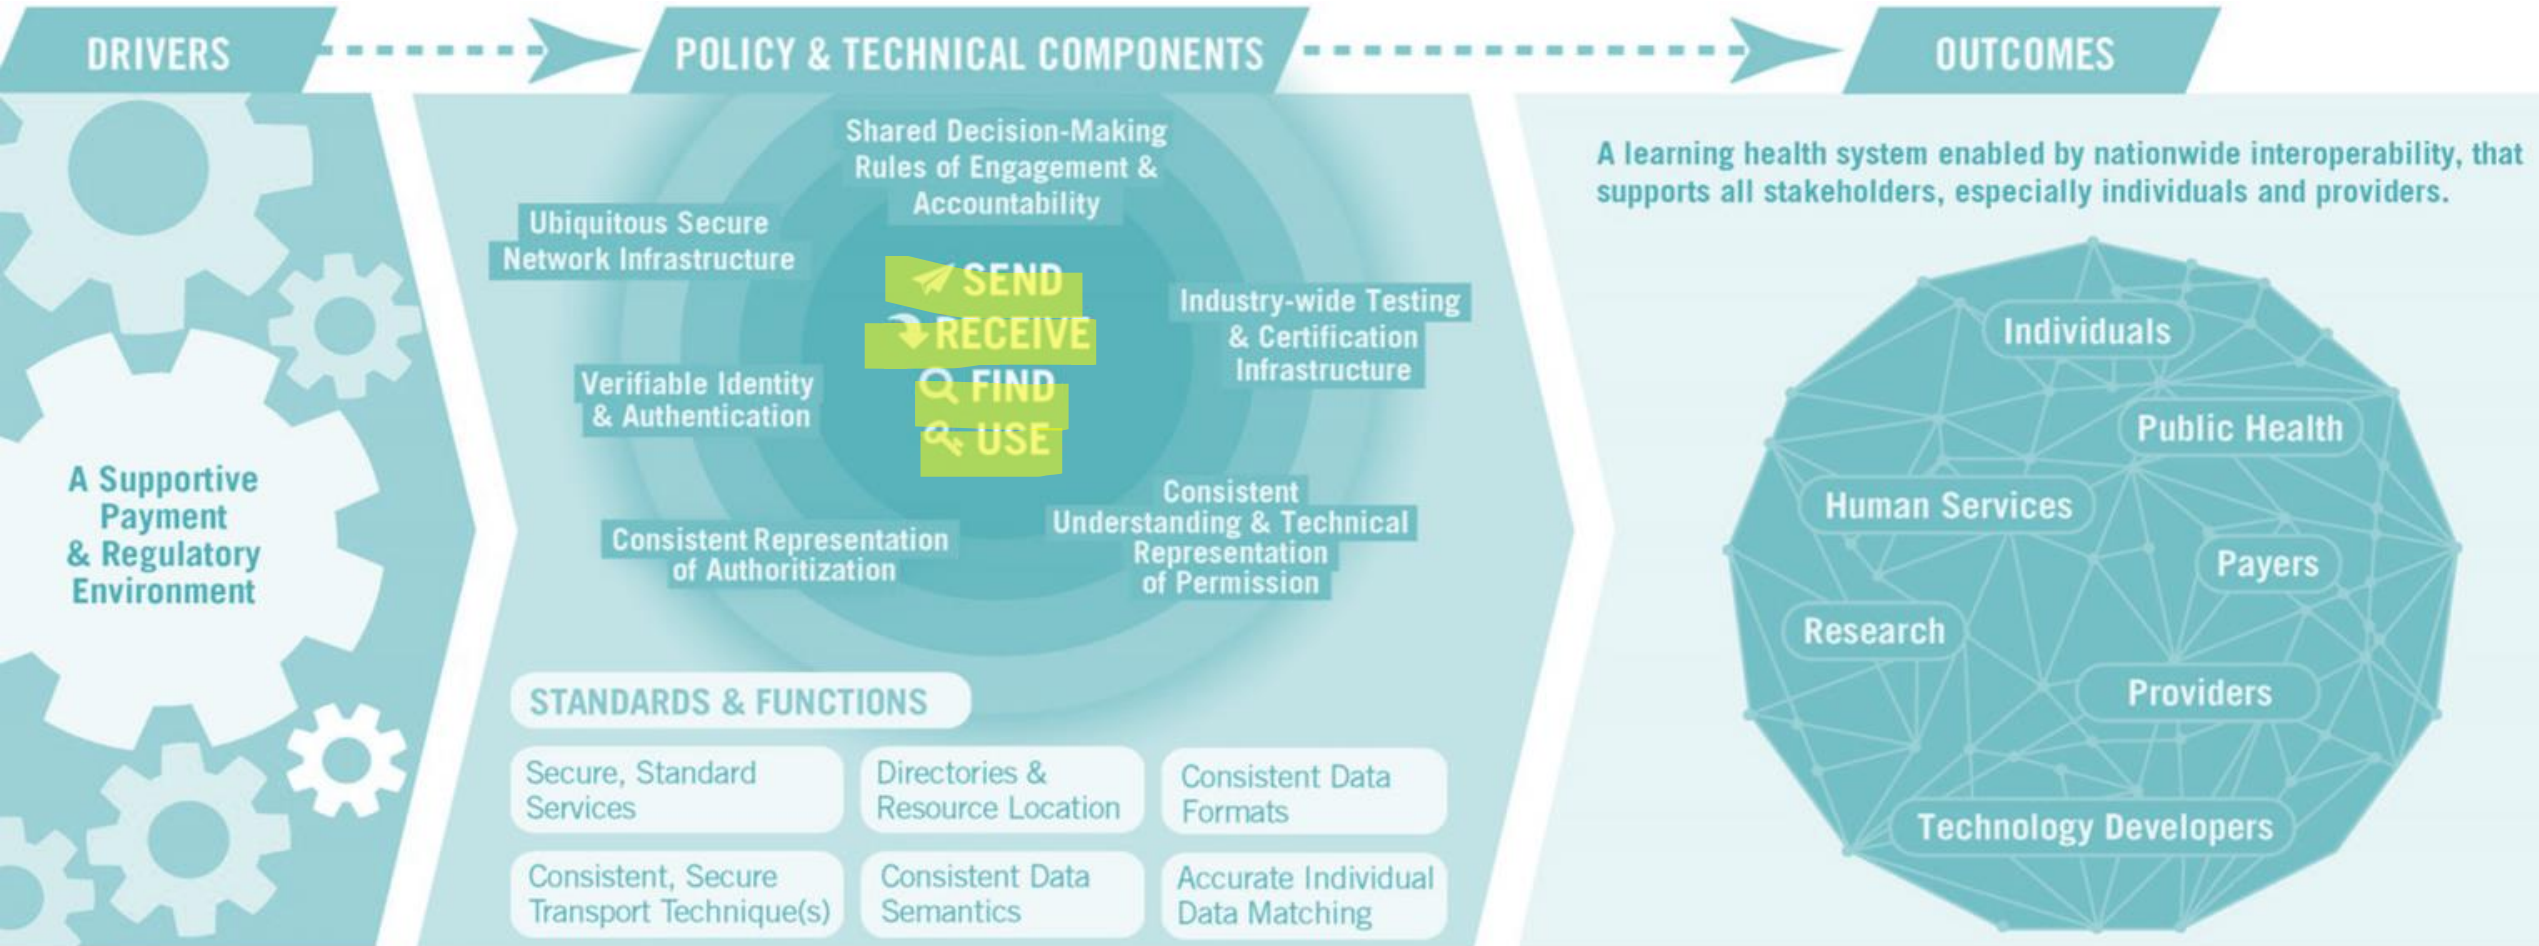 DRIVERS
POLICY & TECHNICAL COMPONENTS
OUTCOMES
A Supportive
Payment
& Regulatory
Environment
Shared Decision-Making
Rules of Engagement &
Accountability
Ubiquitous Secure
Network Infrastructure
SEND
RECEIVE
FIND
USE
Industry-wide Testing
& Certification
Infrastructure
Verifiable Identity
& Authentication
Consistent Representation
of Authoritization
Consistent
Understanding & Technical
Representation
of Permission
STANDARDS & FUNCTIONS
Secure, Standard
Services
Directories &
Resource Location
Consistent Data
Formats
Consistent, Secure
Transport Technique(s)
Consistent Data
Semantics
Accurate Individual
Data Matching
A learning health system enabled by nationwide interoperability, that
supports all stakeholders, especially individuals and providers.
Individuals
Public Health
Human Services
Payers
Research
Providers
Technology Developers